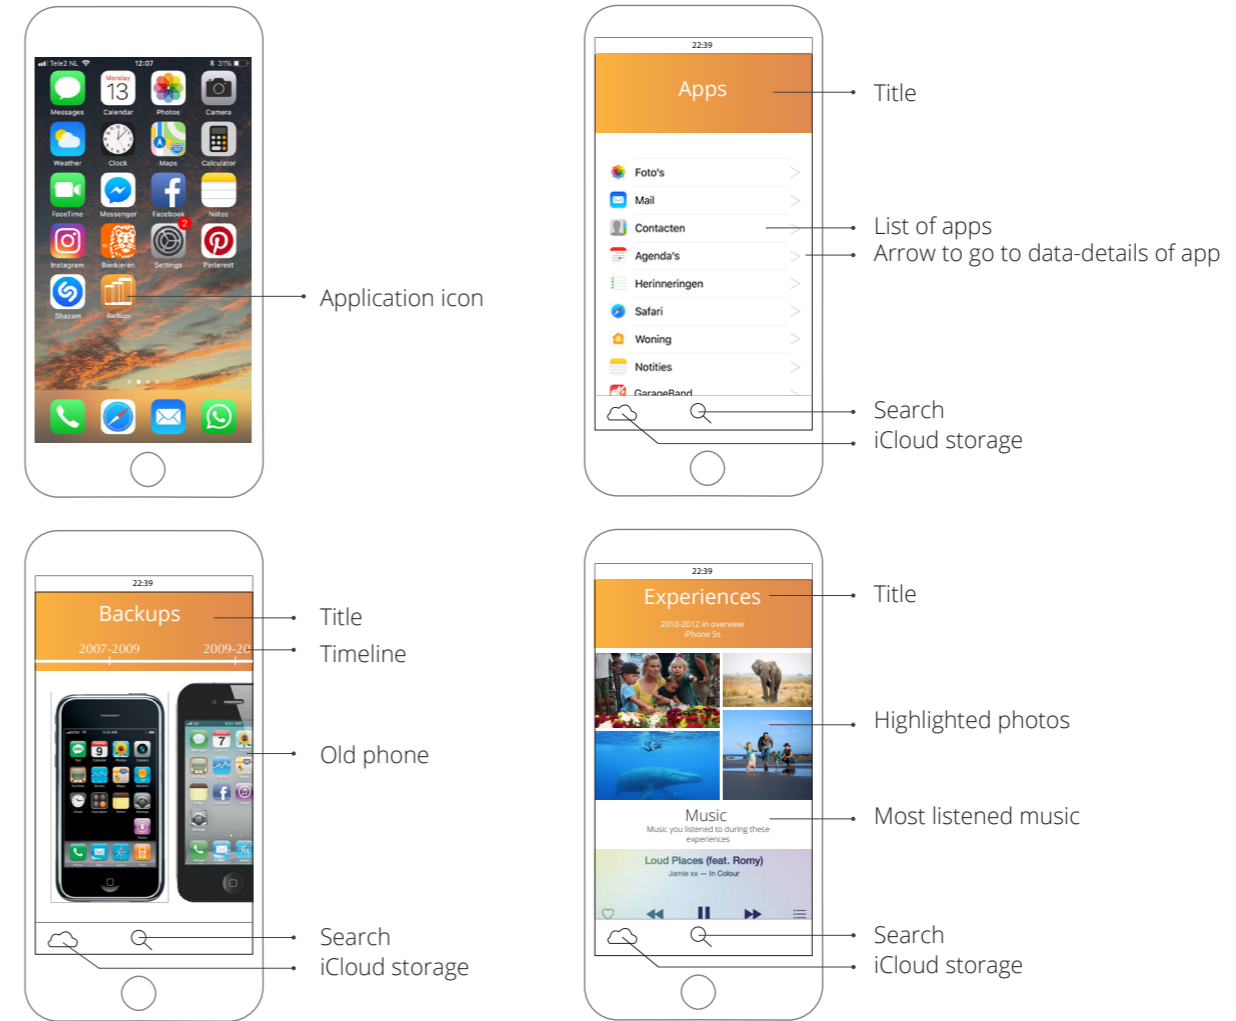 Tele2 NL
12:07
31%
Monday
13
Messages
Calendar
Photos
Camera
Weather
Clock
Maps
Calculator
FaceTime
Messenger
Facebook
Notes
2
Instagram
Bankieren
Settings
Pinterest
Shazam
Backups
Application icon
22:39
Apps
Title
Foto's
Mail
Contacten
Agenda's
Herinneringen
Safari
Woning
Notities
GarageBand
List of apps
Arrow to go to data-details of app
Search
iCloud storage
22:39
Backups
2007-2009
2009-20
Title
Timeline
9
7
Old phone
Search
iCloud storage
22:39
Experiences
2010-2012 in overview
iPhone 5s
Title
Highlighted photos
Music
Music you listened to during these
experiences
Most listened music
Loud Places (feat. Romy)
Jamie xx — In Colour
Search
iCloud storage